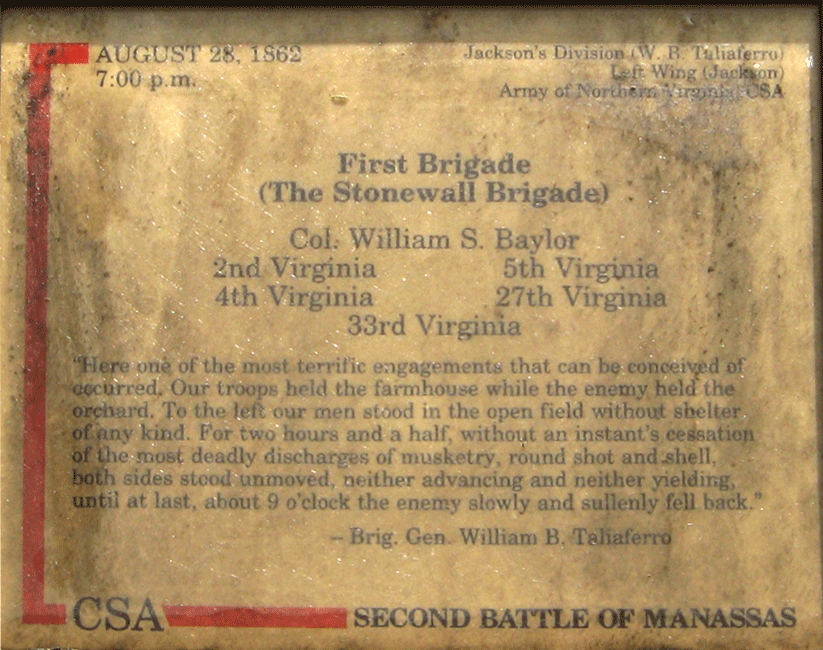 AUGUST 28, 1862
7:00 p.m.
Jackson's Division (W. B. Taliaferro)
Left Wing (Jackson)
Army of Northern Virginia, CSA
First Brigade
(The Stonewall Brigade)
Col. William S. Baylor
2nd Virginia 5th Virginia
4th Virginia 27th Virginia
33rd Virginia
"Here one of the most terrific engagements that can be conceived of
occurred. Our troops held the farmhouse while the enemy held the
orchard. To the left our men stood in the open field without shelter
of any kind. For two hours and a half, without an instant's cessation
of the most deadly discharges of musketry, round shot and shell,
both sides stood unmoved, neither advancing and neither yielding,
until at last, about 9 o'clock the enemy slowly and sullenly fell back."
– Brig. Gen. William B. Taliaferro
CSA SECOND BATTLE OF MANASSAS